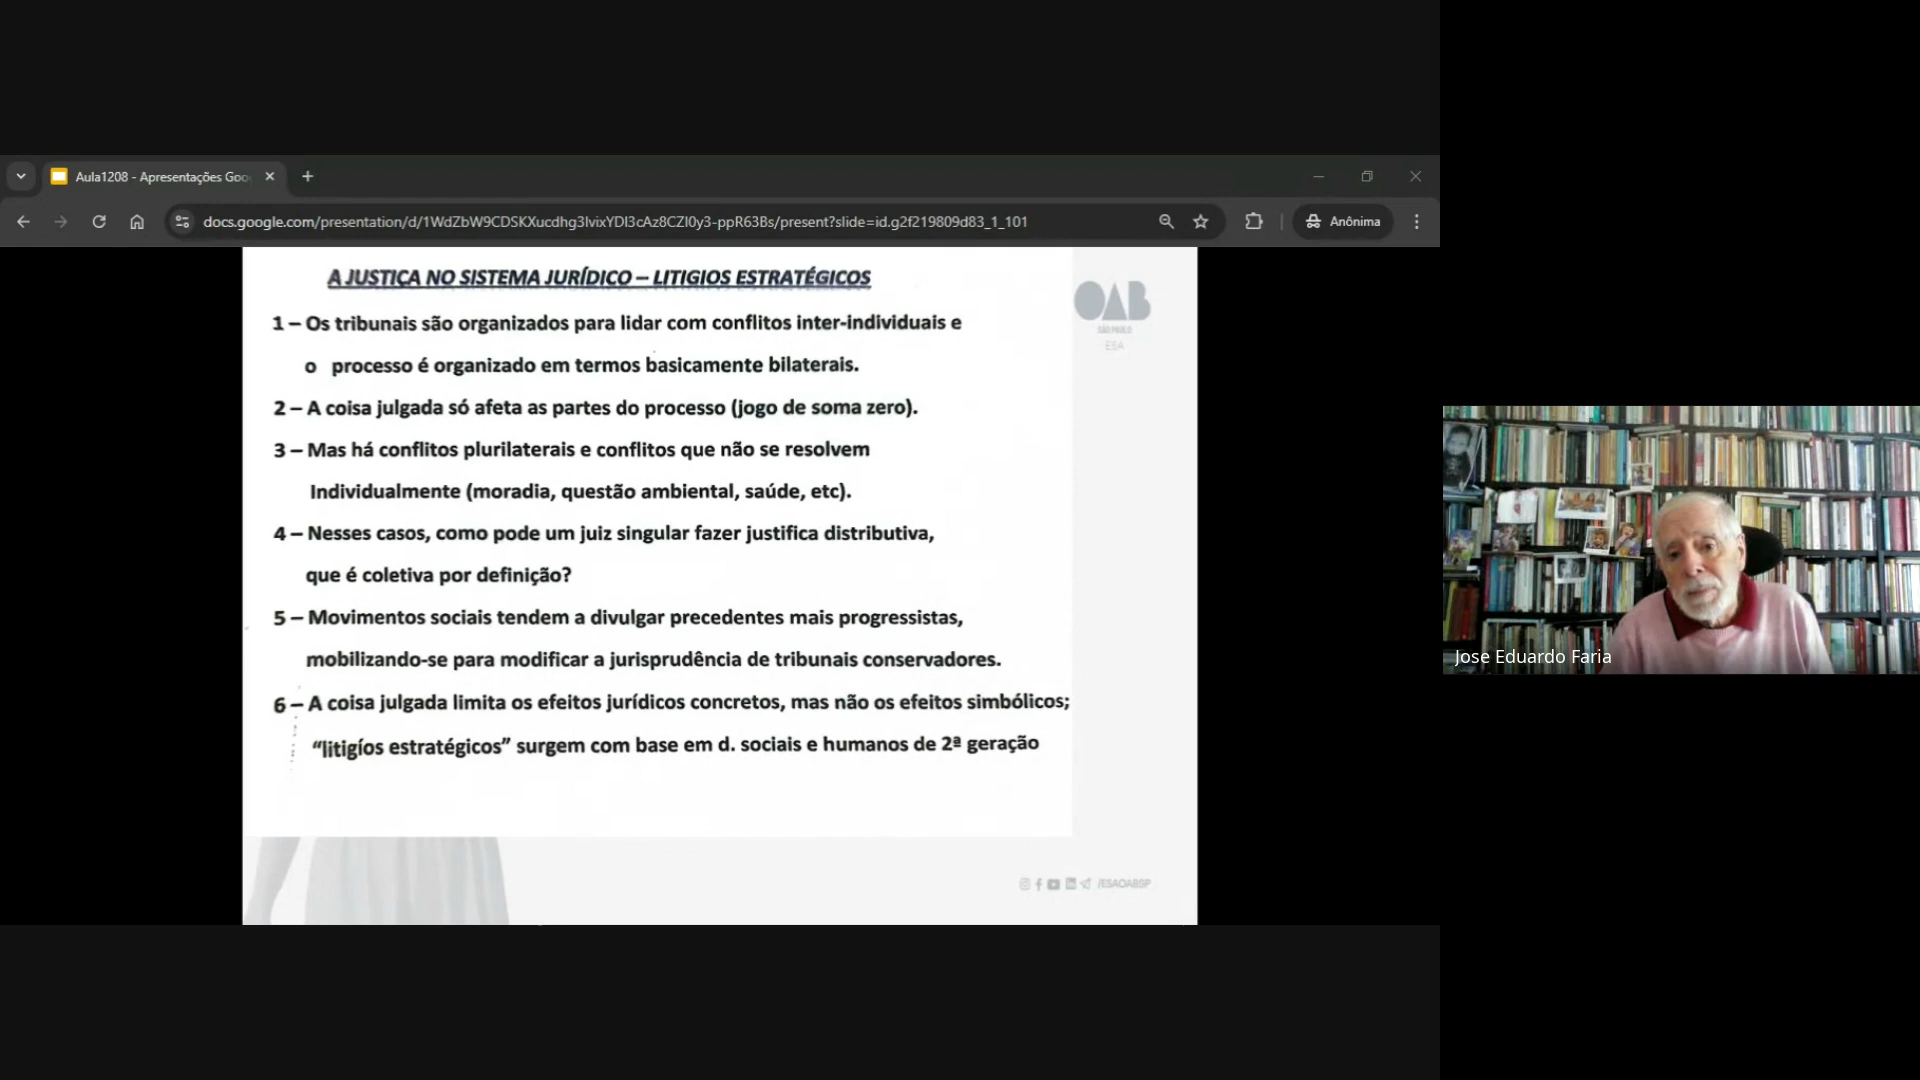 Aula1208 - Apresentações Goo
docs.google.com/presentation/d/1WdZbW9CDSKXucdhg3lvixYDl3cAz8CZl0y3-ppR63Bs/present?slide=id.g2f219809d83_1_101
Anônima
A JUSTIÇA NO SISTEMA JURÍDICO – LITIGIOS ESTRATÉGICOS
OAB
SÃO PAULO
ESA
1 – Os tribunais são organizados para lidar com conflitos inter-individuais e
o processo é organizado em termos basicamente bilaterais.
2 – A coisa julgada só afeta as partes do processo (jogo de soma zero).
3 – Mas há conflitos plurilaterais e conflitos que não se resolvem
Individualmente (moradia, questão ambiental, saúde, etc).
4 – Nesses casos, como pode um juiz singular fazer justifica distributiva,
que é coletiva por definição?
5 – Movimentos sociais tendem a divulgar precedentes mais progressistas,
mobilizando-se para modificar a jurisprudência de tribunais conservadores.
6 – A coisa julgada limita os efeitos jurídicos concretos, mas não os efeitos simbólicos;
“litigíos estratégicos” surgem com base em d. sociais e humanos de 2ª geração
/ESAOABSP
Jose Eduardo Faria